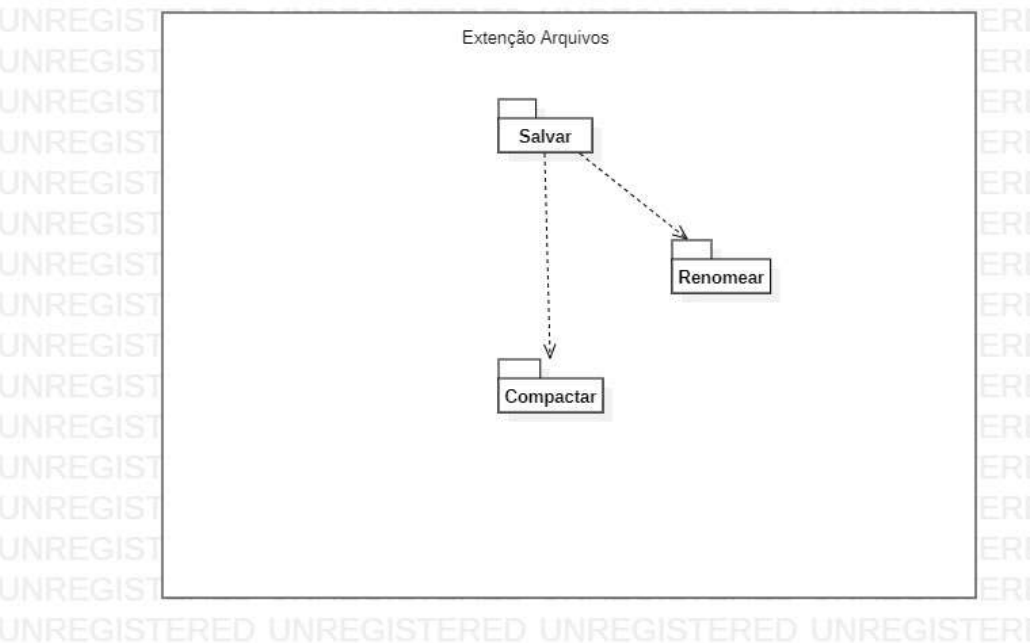 UNREGISTERED UNREGISTERED UNREGISTERED UNREGISTERED
Extenção Arquivos
Salvar
Renomear
Compactar